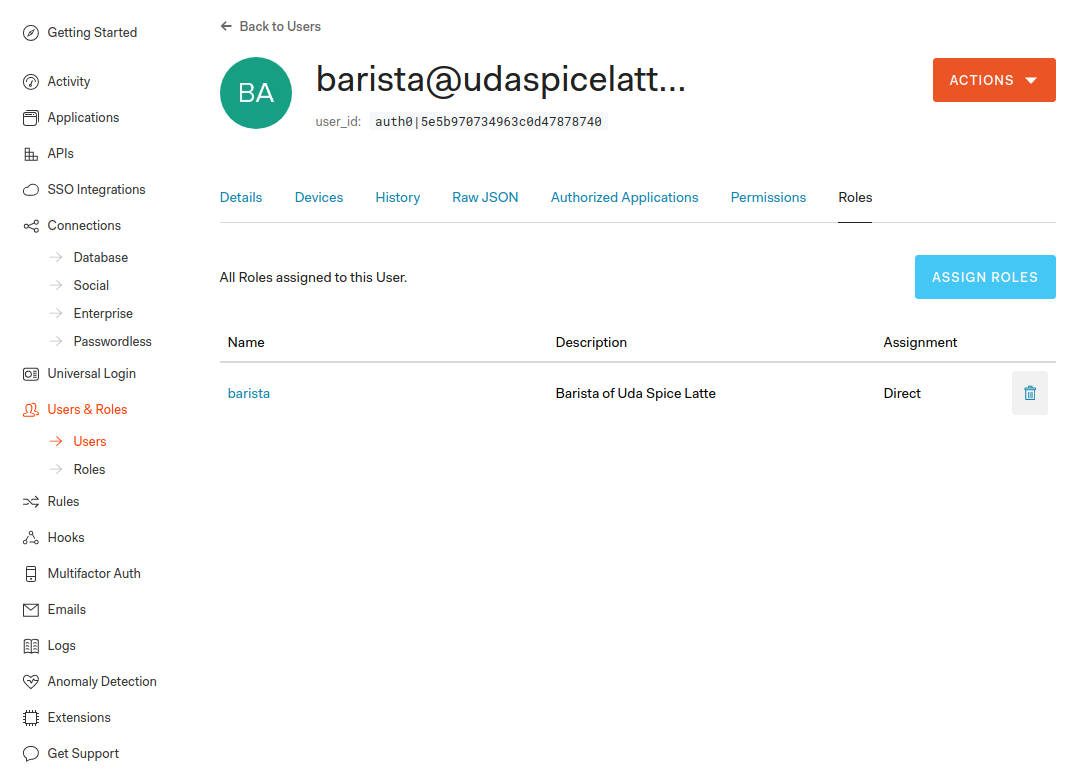 Getting Started
Activity
Applications
APIs
SSO Integrations
Connections
Database
Social
Enterprise
Passwordless
Universal Login
Users & Roles
Users
Roles
Rules
Hooks
Multifactor Auth
Emails
Logs
Anomaly Detection
Extensions
Get Support
Back to Users
BA
barista@udaspicelatt...
user_id: auth0|5e5b970734963c0d47878740
ACTIONS
Details Devices History Raw JSON Authorized Applications Permissions Roles
All Roles assigned to this User.
ASSIGN ROLES
Name Description Assignment
barista Barista of Uda Spice Latte Direct